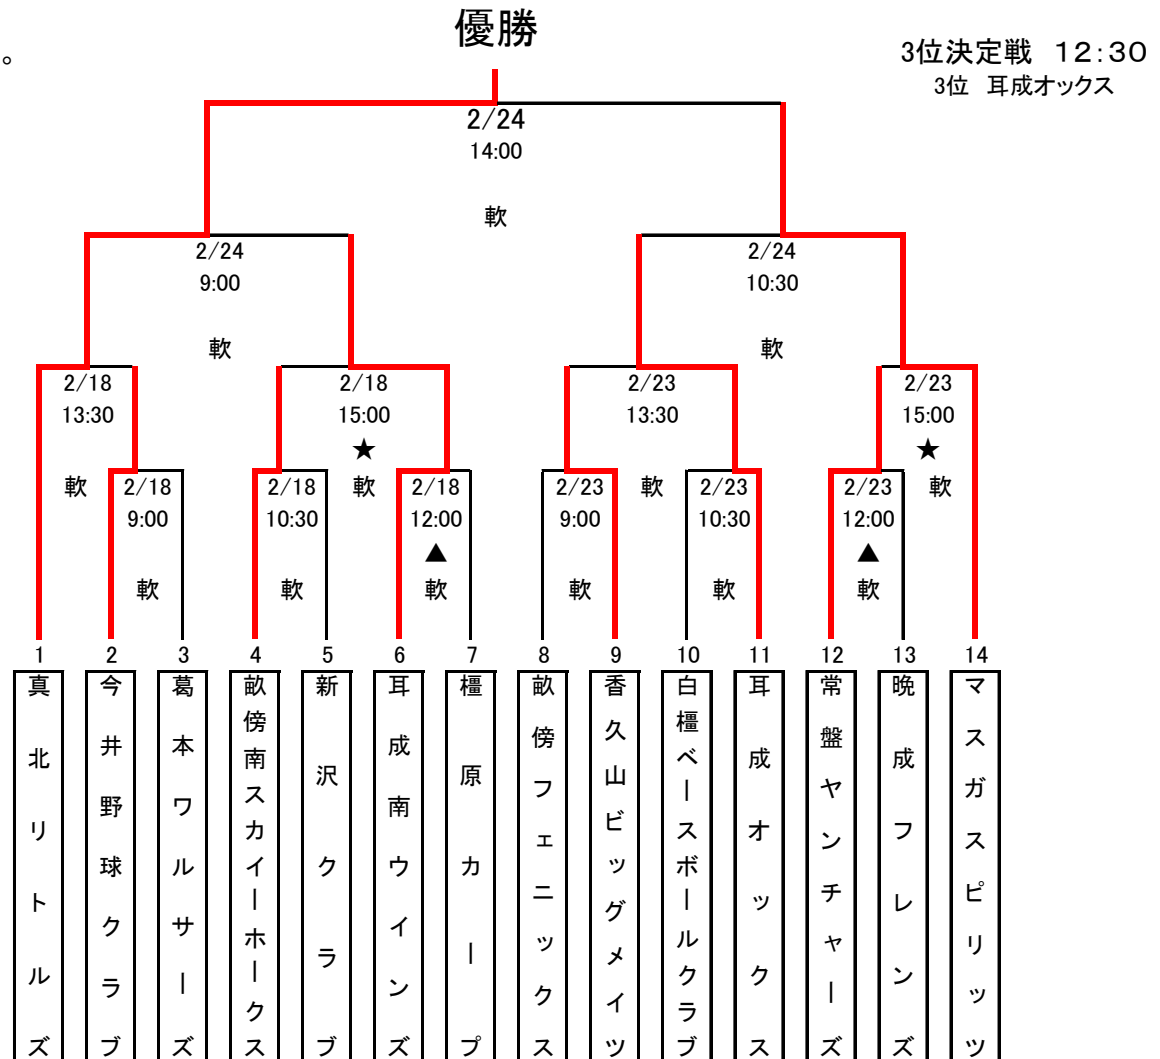 優勝
。
3位決定戦　12:30
3位　耳成オックス
2/24
14:00
軟
2/24
9:00
軟
2/24
10:30
軟
2/18
13:30
軟
2/18
15:00
★
軟
2/23
13:30
軟
2/23
15:00
★
軟
2/18
9:00
軟
2/18
10:30
軟
2/18
12:00
▲
軟
2/23
9:00
軟
2/23
10:30
軟
2/23
12:00
▲
軟
1
真北リトルズ
2
今井野球クラブ
3
葛本ワルサーズ
4
畝傍南スカイーホークス
5
新沢クラブ
6
耳成南ウインズ
7
橿原カープ
8
畝傍フェニックス
9
香久山ビッグメイツ
10
白橿ベースボールクラブ
11
耳成オックス
12
常盤ヤンチャーズ
13
晩成フレンズ
14
マスガスピリッツ